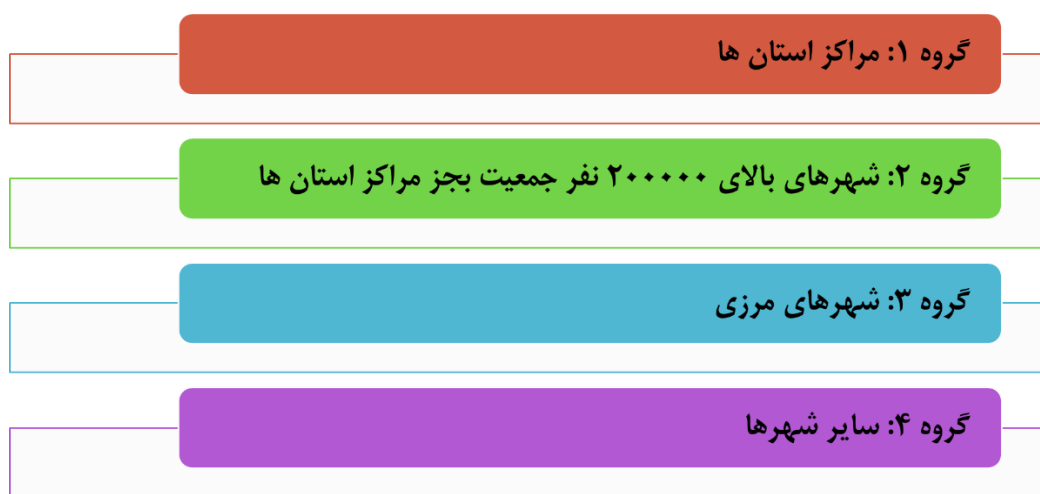 گروه ۱: مراکز استان ها
گروه ۲: شهرهای بالای ۲۰۰۰۰۰ نفر جمعیت بجز مراکز استان ها
گروه ۳: شهرهای مرزی
گروه ۴: سایر شهرها